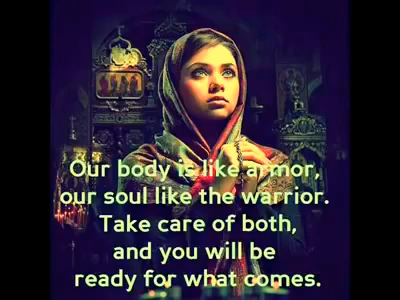 Our body is like armor,
our soul like the warrior.
Take care of both,
and you will be
ready for what comes.